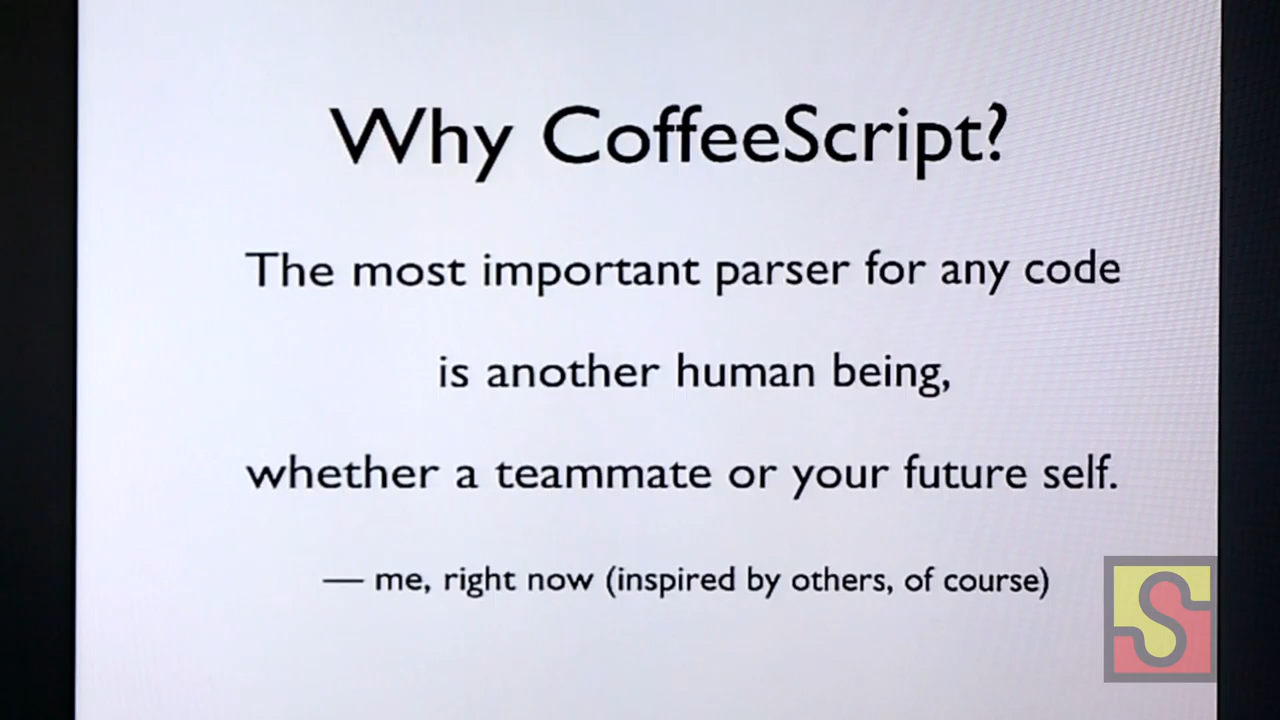 Why CoffeeScript?
The most important parser for any code
is another human being,
whether a teammate or your future self.
— me, right now (inspired by others, of course)
S